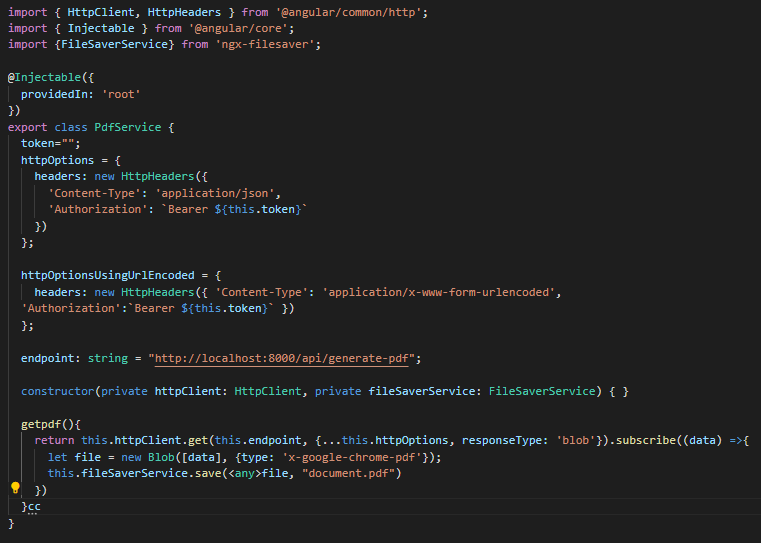 import { HttpClient, HttpHeaders } from '@angular/common/http';
import { Injectable } from '@angular/core';
import {FileSaverService} from 'ngx-filesaver';
@Injectable({
providedIn: 'root'
})
export class PdfService {
token="";
httpOptions = {
headers: new HttpHeaders({
'Content-Type': 'application/json',
'Authorization': `Bearer ${this.token}`
})
};
httpOptionsUsingUrlEncoded = {
headers: new HttpHeaders({ 'Content-Type': 'application/x-www-form-urlencoded',
'Authorization':`Bearer ${this.token}` })
};
endpoint: string = "http://localhost:8000/api/generate-pdf";
constructor(private httpClient: HttpClient, private fileSaverService: FileSaverService) { }
getpdf(){
return this.httpClient.get(this.endpoint, {...this.httpOptions, responseType: 'blob'}).subscribe((data) =>{
let file = new Blob([data], {type: 'x-google-chrome-pdf'});
this.fileSaverService.save(<any>file, "document.pdf")
})
}cc
}